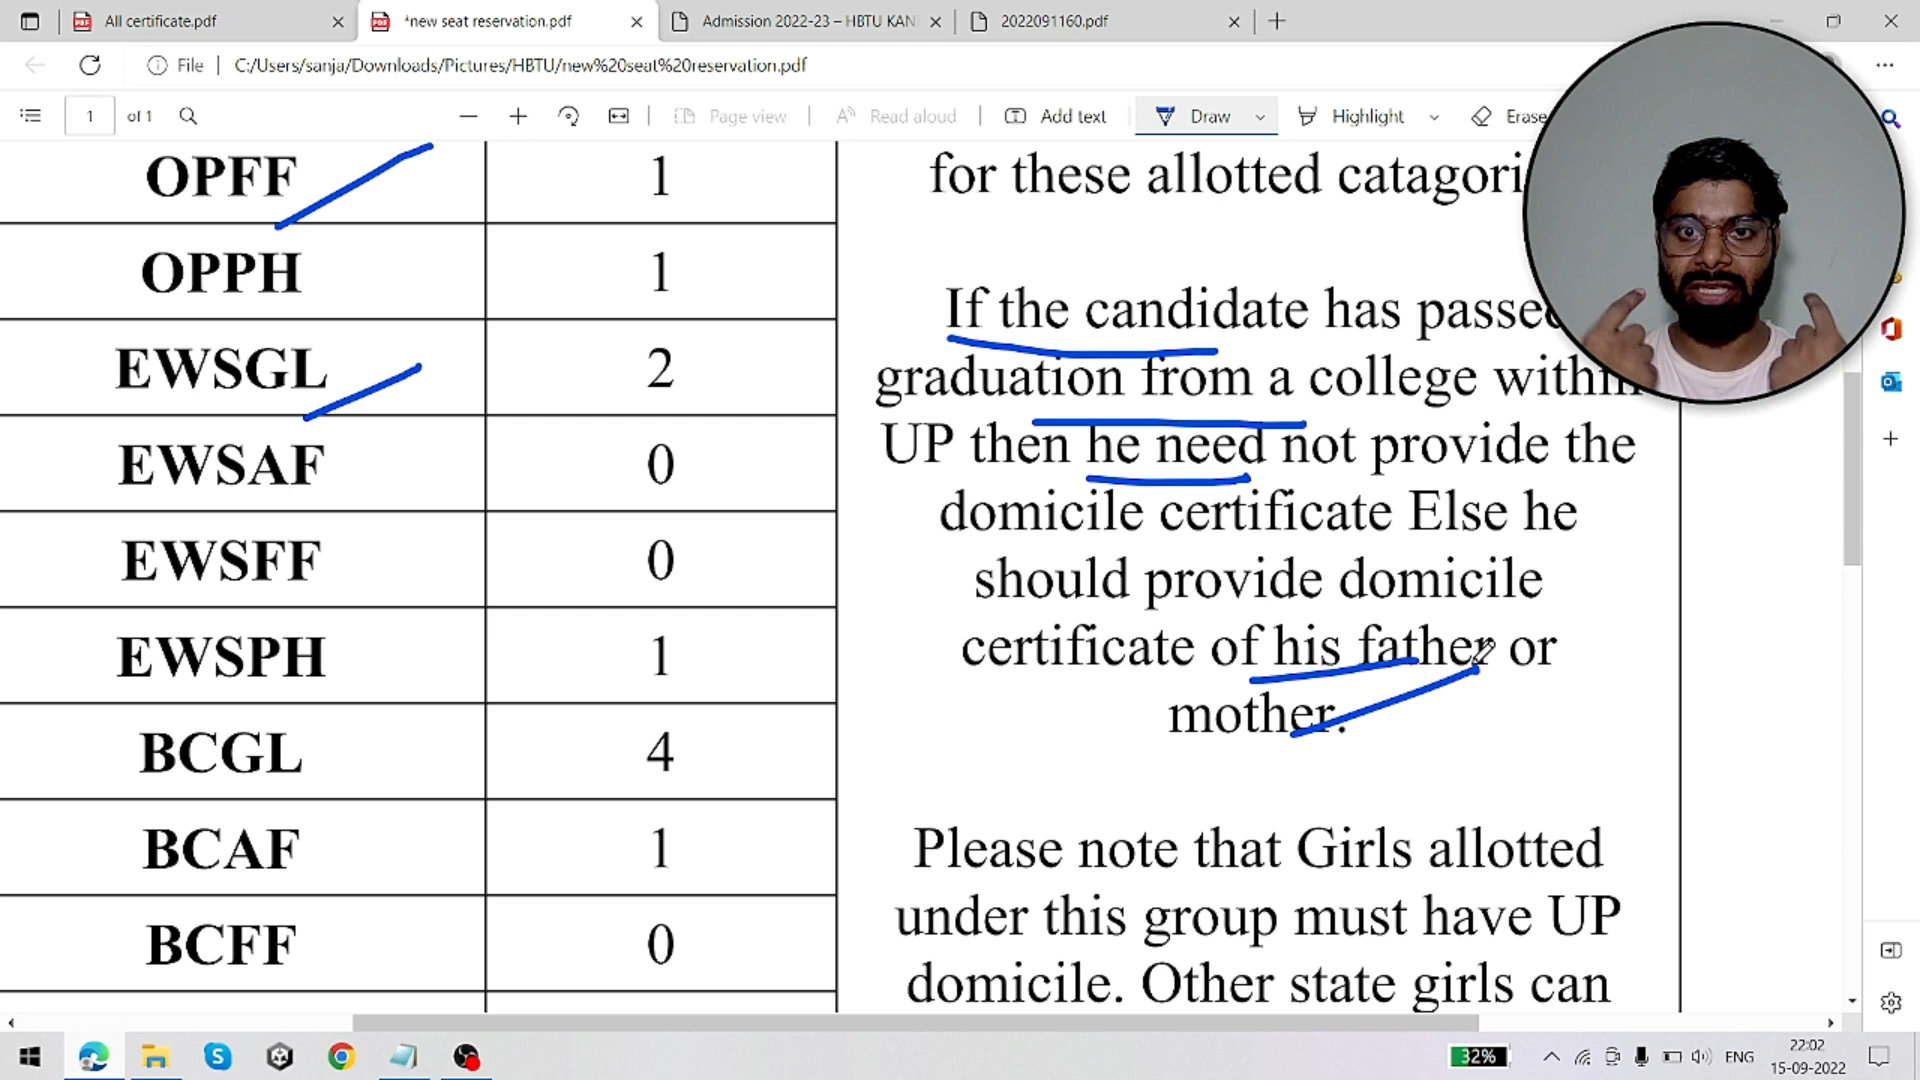 All certificate.pdf
*new seat reservation.pdf
Admission 2022-23 – HBTU KAN
2022091160.pdf
File
C:/Users/sanja/Downloads/Pictures/HBTU/new%20seat%20reservation.pdf
1 of 1
Page view
Read aloud
Add text
Draw
Highlight
Erase
OPFF 1
OPPH 1
EWSGL 2
EWSAF 0
EWSFF 0
EWSPH 1
BCGL 4
BCAF 1
BCFF 0
for these allotted
If the candidate has
graduation from a college within
UP then he need not provide the
domicile certificate Else he
should provide domicile
certificate of his father or
mother.
Please note that Girls allotted
under this group must have UP
domicile. Other state girls can
32%
ENG
22:02
15-09-2022